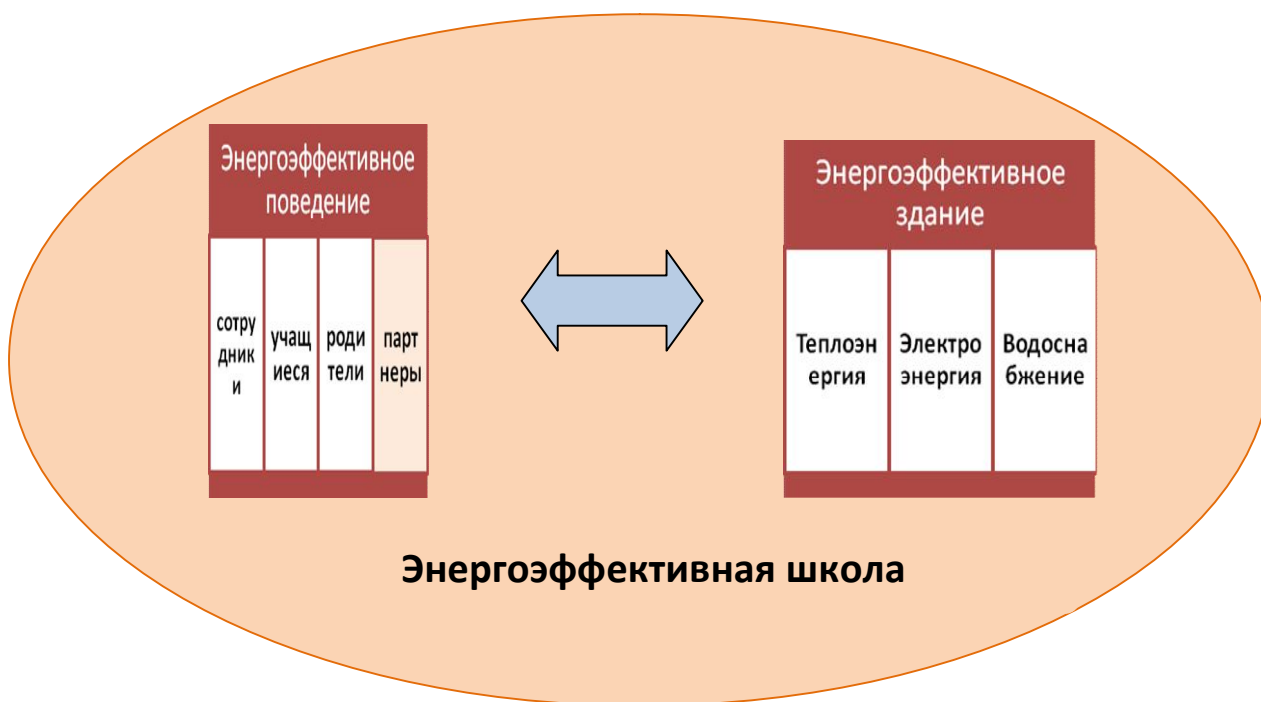 Энергоэффективное
поведение
сотру
дник
и
учащ
иеся
роди
тели
парт
неры
Энергоэффективное
здание
Теплоэн
ергия
Электро
энергия
Водосна
бжение
Энергоэффективная школа